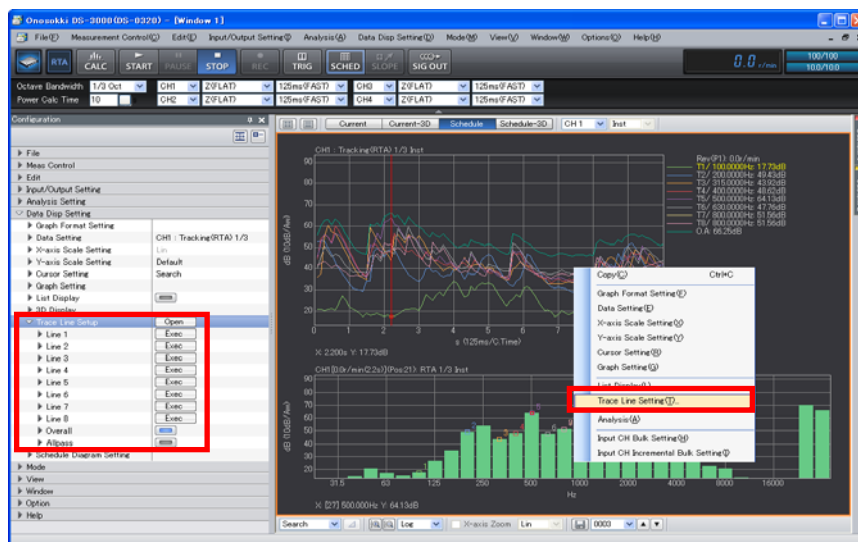 Onosokki DS-3000(DS-0320) - [Window 1]
File(F) Measurement Control(C) Edit(E) Input/Output Setting(I) Analysis(A) Data Disp Setting(D) Mode(M) View(V) Window(W) Options(O) Help(H)
RTA CALC START PAUSE STOP REC TRIG SCHED SLOPE SIG OUT 0.0 r/min 100/100
10.0/10.0
Octave Bandwidth 1/3 Oct CH1 Z(FLAT) 125ms(FAST) CH3 Z(FLAT) 125ms(FAST)
Power Calc Time 10 CH2 Z(FLAT) 125ms(FAST) CH4 Z(FLAT) 125ms(FAST)
Configuration
Current Current-3D Schedule Schedule-3D CH 1 Inst
File
Meas Control
Edit
Input/Output Setting
Analysis Setting
Data Disp Setting
Graph Format Setting
Data Setting CH1 : Tracking(RTA) 1/3
X-axis Scale Setting Lin
Y-axis Scale Setting Default
Cursor Setting Search
Graph Setting
List Display
3D Display
Trace Line Setup Open
Line 1 Exec
Line 2 Exec
Line 3 Exec
Line 4 Exec
Line 5 Exec
Line 6 Exec
Line 7 Exec
Line 8 Exec
Overall
Allpass
Schedule Diagram Setting
Mode
View
Window
Option
Help
CH1 : Tracking(RTA) 1/3 Inst
Rev(P1): 0.0r/min
T1/ 100.0000Hz: 17.73dB
T2/ 200.0000Hz: 49.43dB
T3/ 315.0000Hz: 43.92dB
T4/ 400.0000Hz: 48.62dB
T5/ 500.0000Hz: 64.13dB
T6/ 630.0000Hz: 47.76dB
T7/ 800.0000Hz: 51.56dB
T8/ 800.0000Hz: 51.56dB
O.A: 66.25dB
90
80
70
60
50
40
30
20
dB (10dB/Δiv)
0 1 2 3 4 5 6 7
s (125ms/C.Time)
X: 2.200s Y: 17.73dB
CH1[0.0r/min(2.2s)](Pos:21): RTA 1/3 Inst
90
80
70
60
50
40
30
20
dB (10dB/Δiv)
31.5 63 125 250 500 1000 2000 4000 8000 16000
Hz
X: [27] 500.000Hz Y: 64.13dB
Copy(C) Ctrl+C
Graph Format Setting(F)
Data Setting(E)
X-axis Scale Setting(X)
Y-axis Scale Setting(Y)
Cursor Setting(R)
Graph Setting(G)
List Display(L)
Trace Line Setting(T)...
Analysis(A)
Input CH Bulk Setting(H)
Input CH Incremental Bulk Setting(I)
Search Log X-axis Zoom Lin 0003